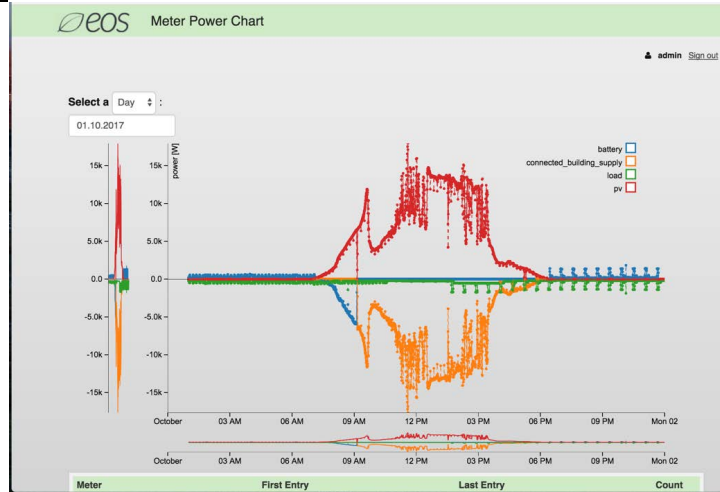 eos Meter Power Chart
admin Sign out
Select a Day :
01.10.2017
power [W]
15k 15k
10k 10k
5.0k 5.0k
0.0 0.0
-5.0k -5.0k
-10k -10k
-15k -15k
battery
connected_building_supply
load
pv
October 03 AM 06 AM 09 AM 12 PM 03 PM 06 PM 09 PM Mon 02
October 03 AM 06 AM 09 AM 12 PM 03 PM 06 PM 09 PM Mon 02
Meter First Entry Last Entry Count